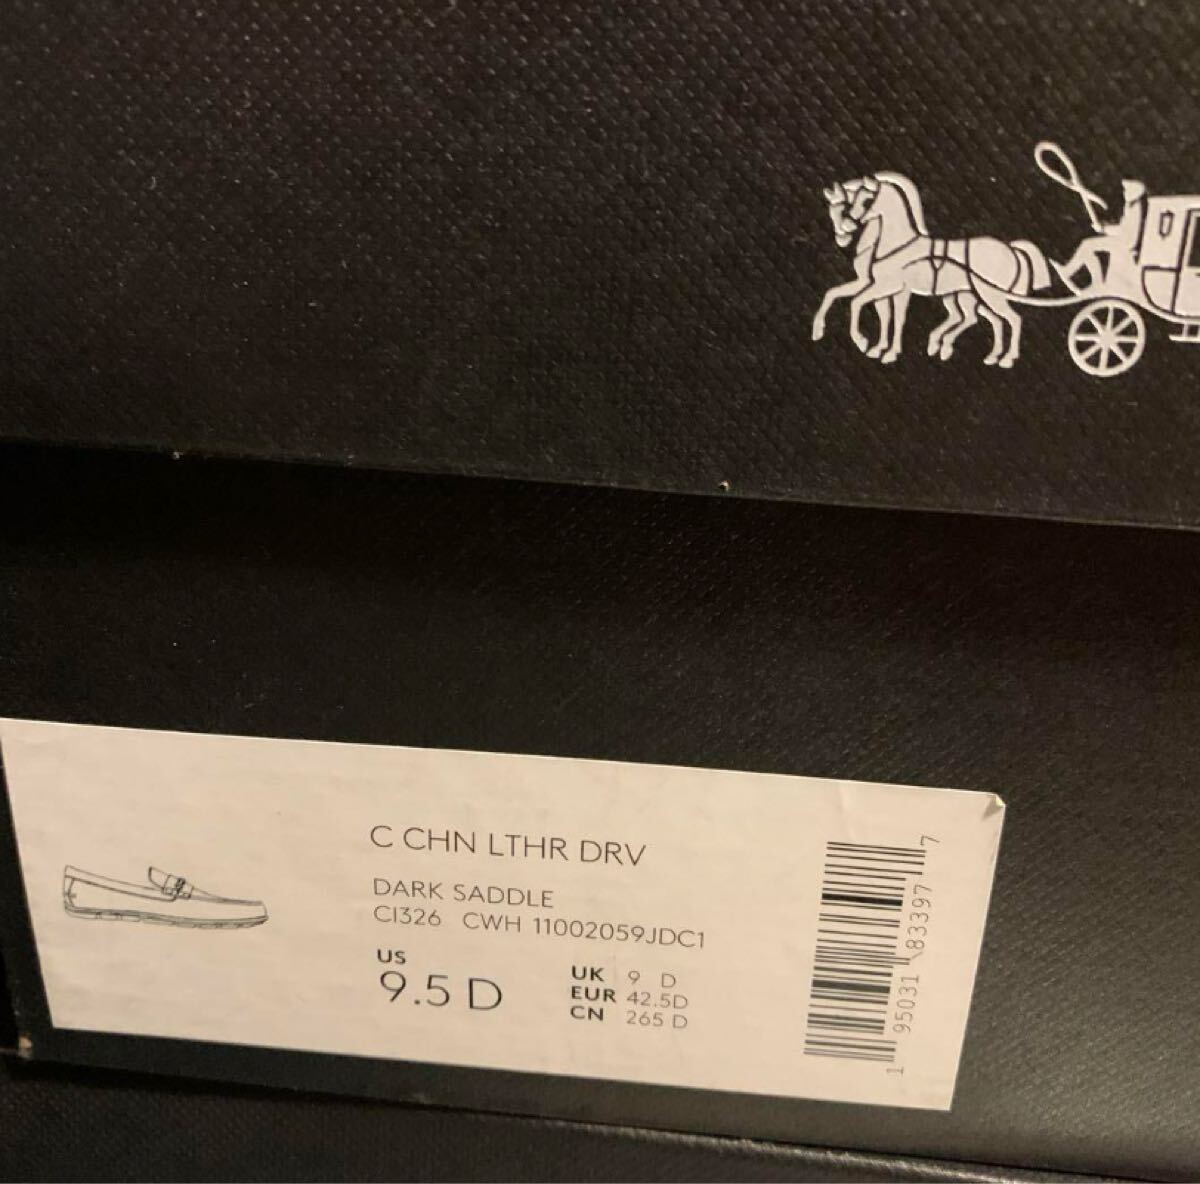 C CHN LTHR DRV
DARK SADDLE
CI326 CWH 11002059JDC1
US
9.5 D
UK 9 D
EUR 42.5D
CN 265 D
1 95031 83397 7